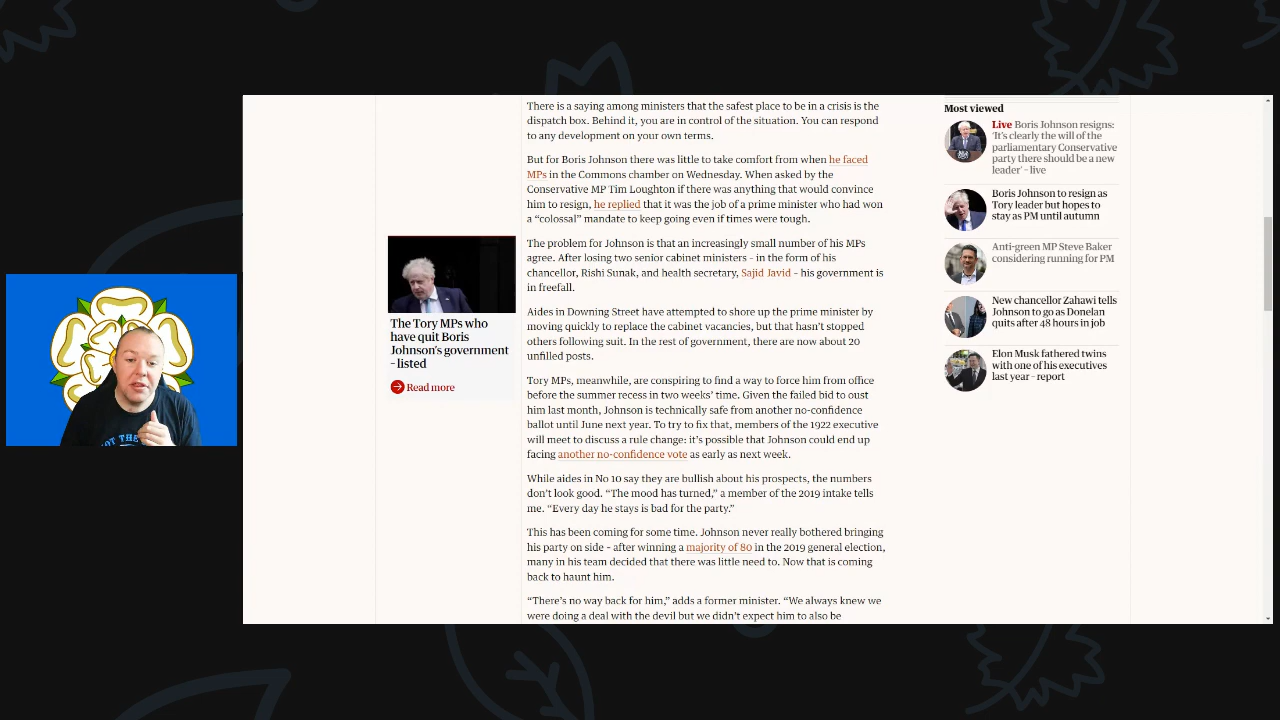 There is a saying among ministers that the safest place to be in a crisis is the
dispatch box. Behind it, you are in control of the situation. You can respond
to any development on your own terms.
But for Boris Johnson there was little to take comfort from when he faced
MPs in the Commons chamber on Wednesday. When asked by the
Conservative MP Tim Loughton if there was anything that would convince
him to resign, he replied that it was the job of a prime minister who had won
a “colossal” mandate to keep going even if times were tough.
The problem for Johnson is that an increasingly small number of his MPs
agree. After losing two senior cabinet ministers – in the form of his
chancellor, Rishi Sunak, and health secretary, Sajid Javid – his government is
in freefall.
Aides in Downing Street have attempted to shore up the prime minister by
moving quickly to replace the cabinet vacancies, but that hasn’t stopped
others following suit. In the rest of government, there are now about 20
unfilled posts.
Tory MPs, meanwhile, are conspiring to find a way to force him from office
before the summer recess in two weeks’ time. Given the failed bid to oust
him last month, Johnson is technically safe from another no-confidence
ballot until June next year. To try to fix that, members of the 1922 executive
will meet to discuss a rule change: it’s possible that Johnson could end up
facing another no-confidence vote as early as next week.
While aides in No 10 say they are bullish about his prospects, the numbers
don’t look good. “The mood has turned,” a member of the 2019 intake tells
me. “Every day he stays is bad for the party.”
This has been coming for some time. Johnson never really bothered bringing
his party on side – after winning a majority of 80 in the 2019 general election,
many in his team decided that there was little need to. Now that is coming
back to haunt him.
“There’s no way back for him,” adds a former minister. “We always knew we
were doing a deal with the devil but we didn’t expect him to also be
The Tory MPs who
have quit Boris
Johnson’s government
– listed
Read more
Most viewed
Live Boris Johnson resigns:
‘It’s clearly the will of the
parliamentary Conservative
party there should be a new
leader’ – live
Boris Johnson to resign as
Tory leader but hopes to
stay as PM until autumn
Anti-green MP Steve Baker
considering running for PM
New chancellor Zahawi tells
Johnson to go as Donelan
quits after 48 hours in job
Elon Musk fathered twins
with one of his executives
last year – report